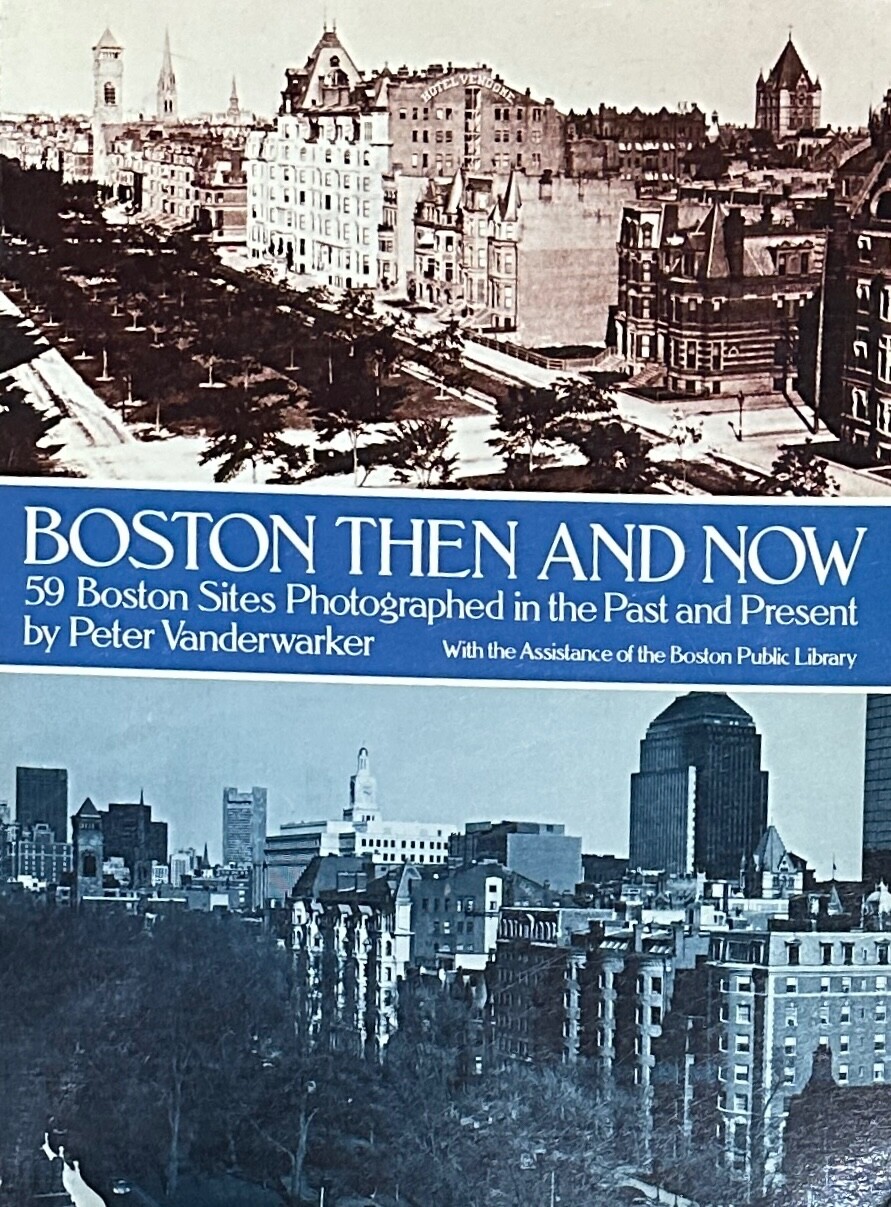 HOTEL VENDOME
BOSTON THEN AND NOW
59 Boston Sites Photographed in the Past and Present
by Peter Vanderwarker
With the Assistance of the Boston Public Library